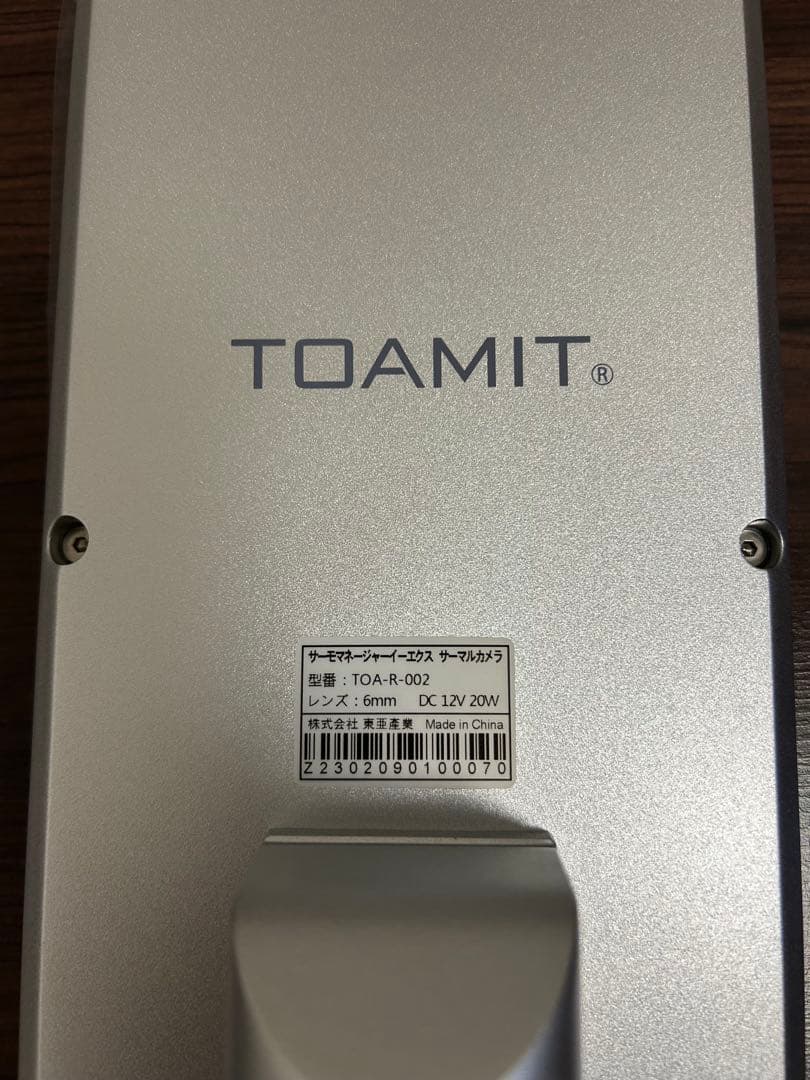 TOAMIT®
サーモマネージャーイーエクス サーマルカメラ
型番：TOA-R-002
レンズ：6mm DC 12V 20W
株式会社 東亜産業 Made in China
Z2302090100070